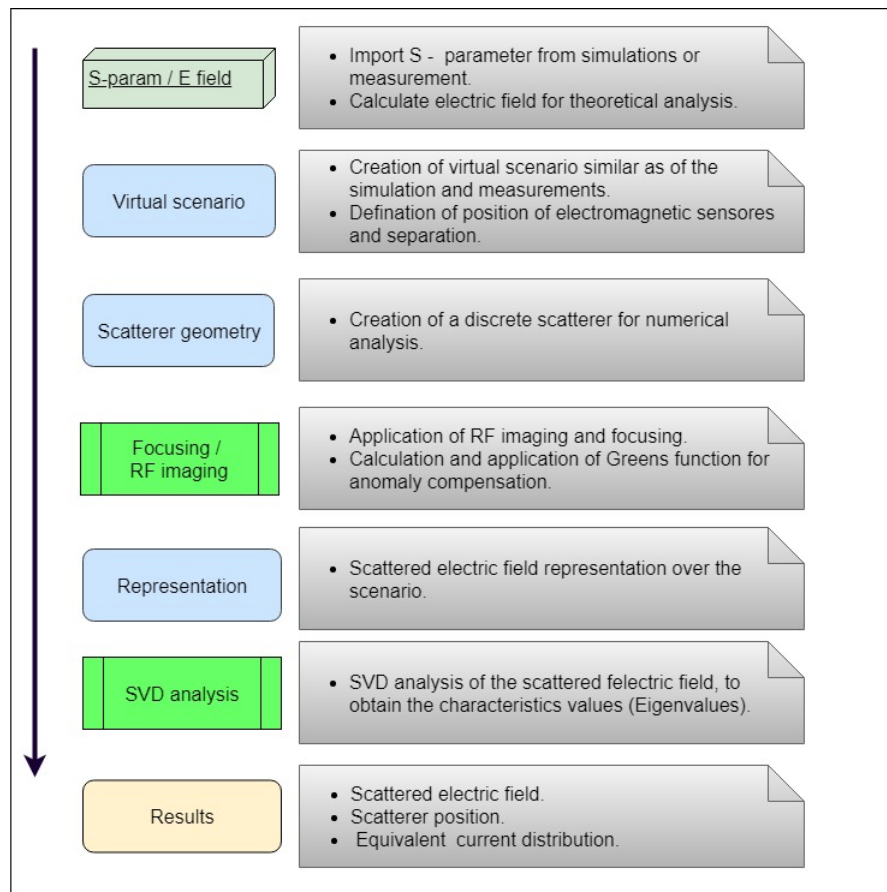 S-param / E field
• Import S - parameter from simulations or
measurement.
• Calculate electric field for theoretical analysis.
Virtual scenario
• Creation of virtual scenario similar as of the
simulation and measurements.
• Defination of position of electromagnetic sensores
and separation.
Scatterer geometry
• Creation of a discrete scatterer for numerical
analysis.
Focusing /
RF imaging
• Application of RF imaging and focusing.
• Calculation and application of Greens function for
anomaly compensation.
Representation
• Scattered electric field representation over the
scenario.
SVD analysis
• SVD analysis of the scattered felectric field, to
obtain the characteristics values (Eigenvalues).
Results
• Scattered electric field.
• Scatterer position.
• Equivalent current distribution.